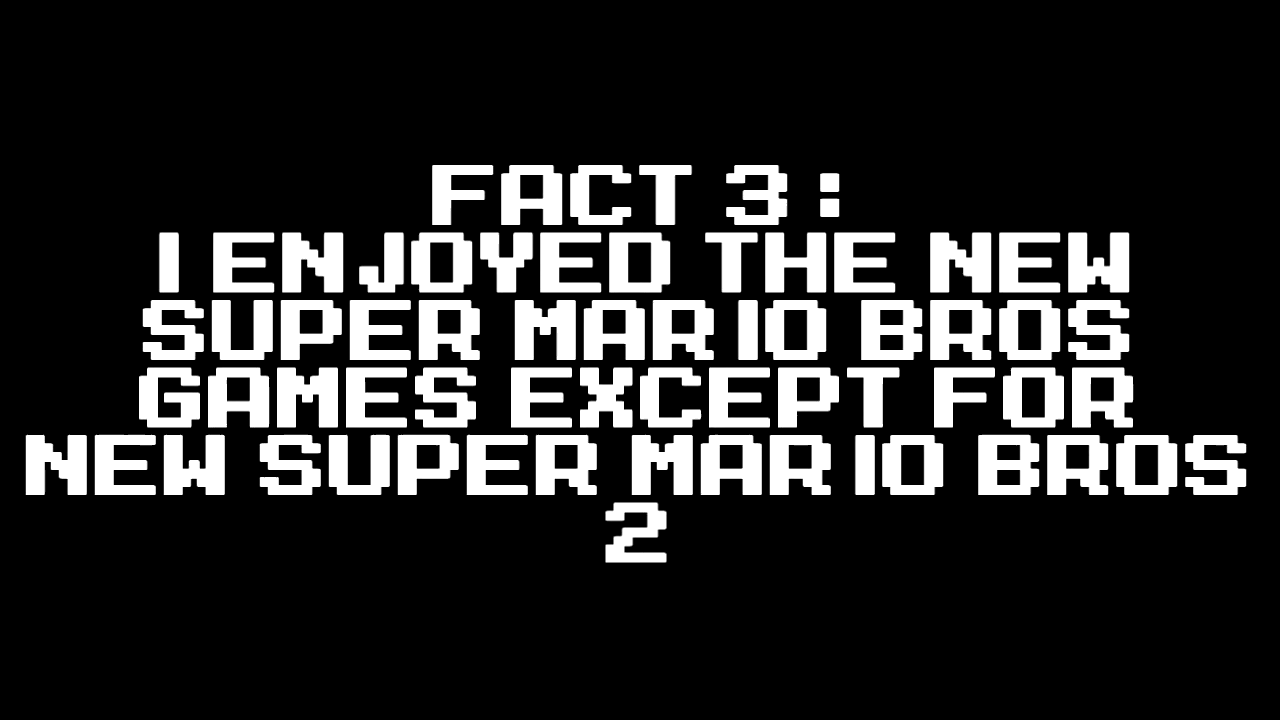 FACT 3:
I ENJOYED THE NEW
SUPER MARIO BROS
GAMES EXCEPT FOR
NEW SUPER MARIO BROS
2